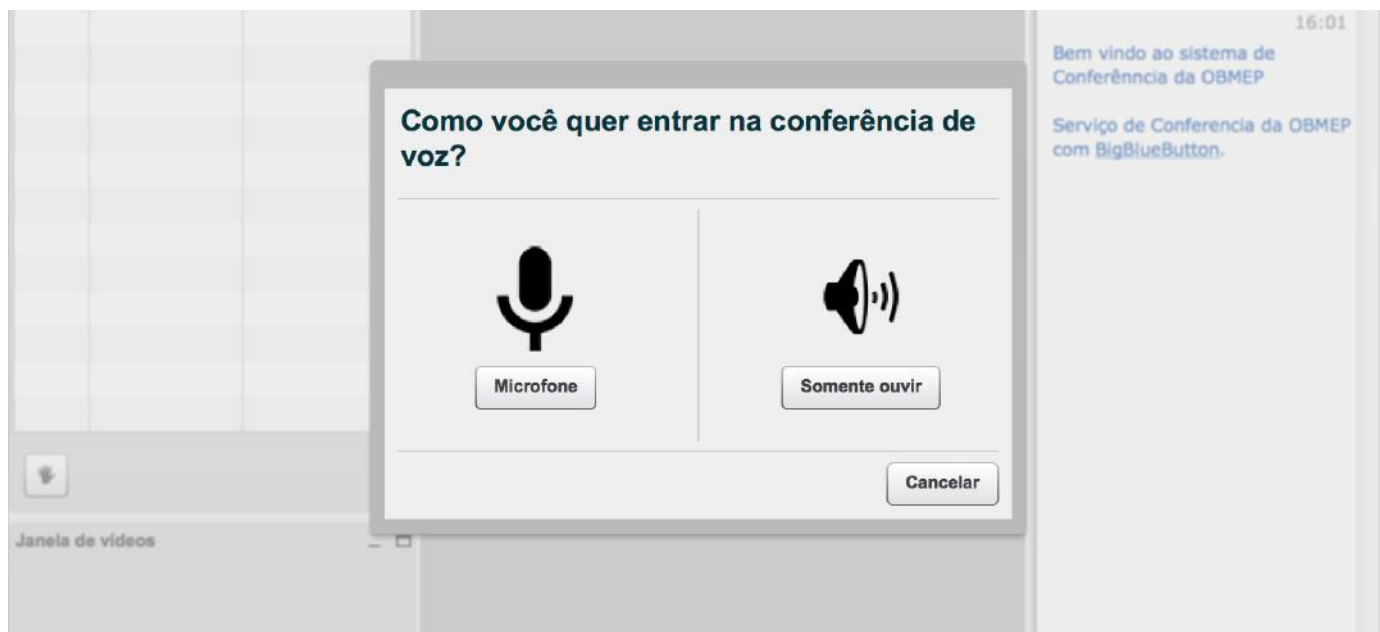 16:01
Bem vindo ao sistema de
Conferênncia da OBMEP
Serviço de Conferencia da OBMEP
com BigBlueButton.
Como você quer entrar na conferência de
voz?
Microfone
Somente ouvir
Cancelar
Janela de vídeos